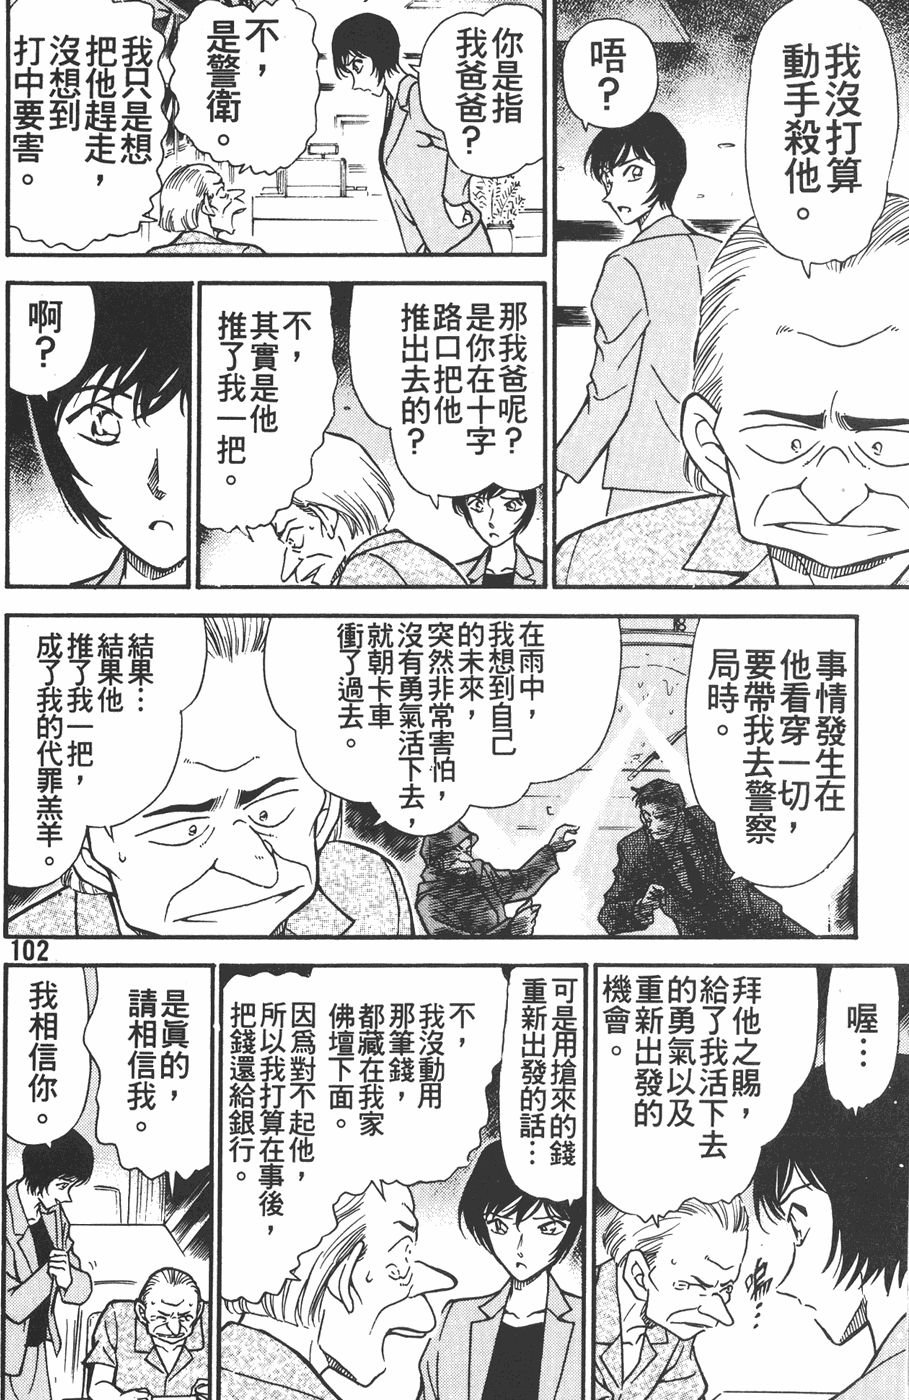 我沒打算
動手殺他。
唔？
你是指
我爸爸？
不，
是警衛。
我只是想
把他趕走，
沒想到
打中要害。
那我爸呢？
是你在十字
路口把他
推出去的？
不，
其實是他
推了我一把。
啊？
事情發生在
他看穿一切，
要帶我去警察
局時。
在雨中，
我想到自己
的未來，
突然非常害怕，
沒有勇氣活下去，
就朝卡車
衝了過去。
結果…
結果他
推了我一把，
成了我的代罪羔羊。
102
喔…
拜他之賜，
給了我活下去
的勇氣以及
重新出發的
機會。
嗚…
可是用搶來的錢
重新出發的話…
不，
我沒動用
那筆錢，
都藏在我家
佛壇下面。
因為對不起他，
所以我打算在事後，
把錢還給銀行。
是真的，
請相信我。
我相信你。